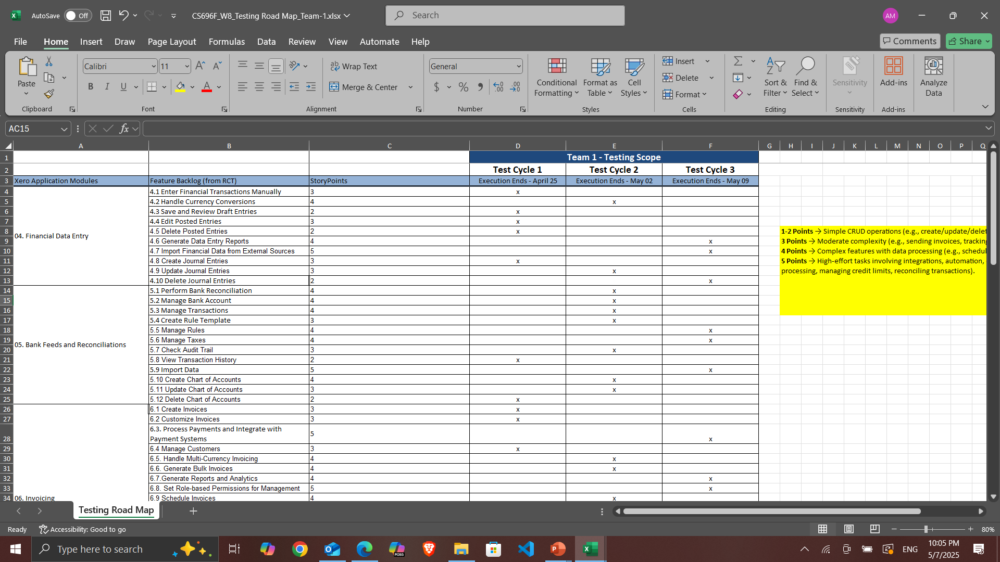 AutoSave Off CS696F_W8_Testing Road Map_Team-1.xlsx Search AM
File Home Insert Draw Page Layout Formulas Data Review View Automate Help Comments Share
Paste Calibri 11 Wrap Text General Conditional Formatting Format as Table Cell Styles Insert Sort & Filter Find & Select Sensitivity Add-ins Analyze Data
B I U Merge & Center $ % Delete
Format
Clipboard Font Alignment Number Styles Cells Editing Sensitivity Add-ins
AC15 fx
A B C D E F G H I J K L M N O P Q
1 Team 1 - Testing Scope
2 Test Cycle 1 Test Cycle 2 Test Cycle 3
3 Xero Application Modules Feature Backlog (from RCT) StoryPoints Execution Ends - April 25 Execution Ends - May 02 Execution Ends - May 09
4 4.1 Enter Financial Transactions Manually 3 x
5 4.2 Handle Currency Conversions 4 x
6 4.3 Save and Review Draft Entries 2 x
7 4.4 Edit Posted Entries 3 x
8 4.5 Delete Posted Entries 2 x 1-2 Points → Simple CRUD operations (e.g., create/update/delet
9 04. Financial Data Entry 4.6 Generate Data Entry Reports 4 x 3 Points → Moderate complexity (e.g., sending invoices, tracking
10 4.7 Import Financial Data from External Sources 5 x 4 Points → Complex features with data processing (e.g., schedul
11 4.8 Create Journal Entries 3 x 5 Points → High-effort tasks involving integrations, automation,
12 4.9 Update Journal Entries 3 x processing, managing credit limits, reconciling transactions).
13 4.10 Delete Journal Entries 2 x
14 5.1 Perform Bank Reconciliation 4 x
15 5.2 Manage Bank Account 4 x
16 5.3 Manage Transactions 4 x
17 5.4 Create Rule Template 3 x
18 5.5 Manage Rules 4 x
19 05. Bank Feeds and Reconciliations 5.6 Manage Taxes 4 x
20 5.7 Check Audit Trail 3 x
21 5.8 View Transaction History 2 x
22 5.9 Import Data 5 x
23 5.10 Create Chart of Accounts 4 x
24 5.11 Update Chart of Accounts 3 x
25 5.12 Delete Chart of Accounts 2 x
26 6.1 Create Invoices 3 x
27 6.2 Customize Invoices 3 x
6.3. Process Payments and Integrate with
28 Payment Systems 5 x
29 6.4 Manage Customers 3 x
30 6.5. Handle Multi-Currency Invoicing 4 x
31 6.6. Generate Bulk Invoices 4 x
32 6.7.Generate Reports and Analytics 4 x
33 6.8. Set Role-based Permissions for Management 5 x
34 06. Invoicing 6.9 Schedule Invoices 4 x
Testing Road Map
Ready Accessibility: Good to go 80%
Type here to search M365 ENG 10:05 PM
5/7/2025